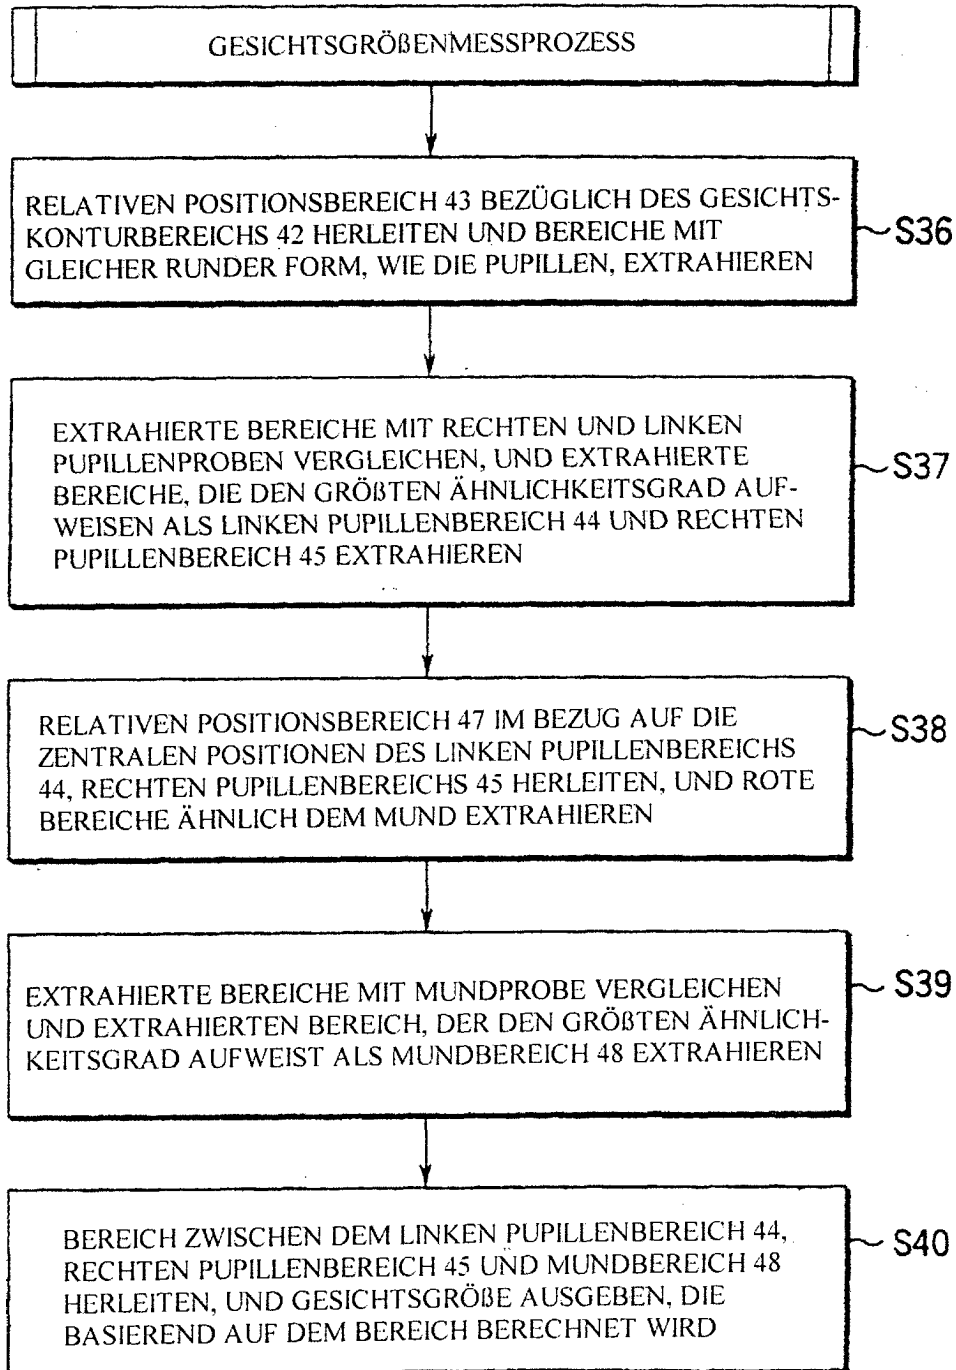 GESICHTSGRÖßENMESSPROZESS
RELATIVEN POSITIONSBEREICH 43 BEZÜGLICH DES GESICHTS-
KONTURBEREICHS 42 HERLEITEN UND BEREICHE MIT
GLEICHER RUNDER FORM, WIE DIE PUPILLEN, EXTRAHIEREN
S36
EXTRAHIERTE BEREICHE MIT RECHTEN UND LINKEN
PUPILLENPROBEN VERGLEICHEN, UND EXTRAHIERTE
BEREICHE, DIE DEN GRÖßTEN ÄHNLICHKEITSGRAD AUF-
WEISEN ALS LINKEN PUPILLENBEREICH 44 UND RECHTEN
PUPILLENBEREICH 45 EXTRAHIEREN
S37
RELATIVEN POSITIONSBEREICH 47 IM BEZUG AUF DIE
ZENTRALEN POSITIONEN DES LINKEN PUPILLENBEREICHS
44, RECHTEN PUPILLENBEREICHS 45 HERLEITEN, UND ROTE
BEREICHE ÄHNLICH DEM MUND EXTRAHIEREN
S38
EXTRAHIERTE BEREICHE MIT MUNDPROBE VERGLEICHEN
UND EXTRAHIERTEN BEREICH, DER DEN GRÖßTEN ÄHNLICH-
KEITSGRAD AUFWEIST ALS MUNDBEREICH 48 EXTRAHIEREN
S39
BEREICH ZWISCHEN DEM LINKEN PUPILLENBEREICH 44,
RECHTEN PUPILLENBEREICH 45 UND MUNDBEREICH 48
HERLEITEN, UND GESICHTSGRÖßE AUSGEBEN, DIE
BASIEREND AUF DEM BEREICH BERECHNET WIRD
S40